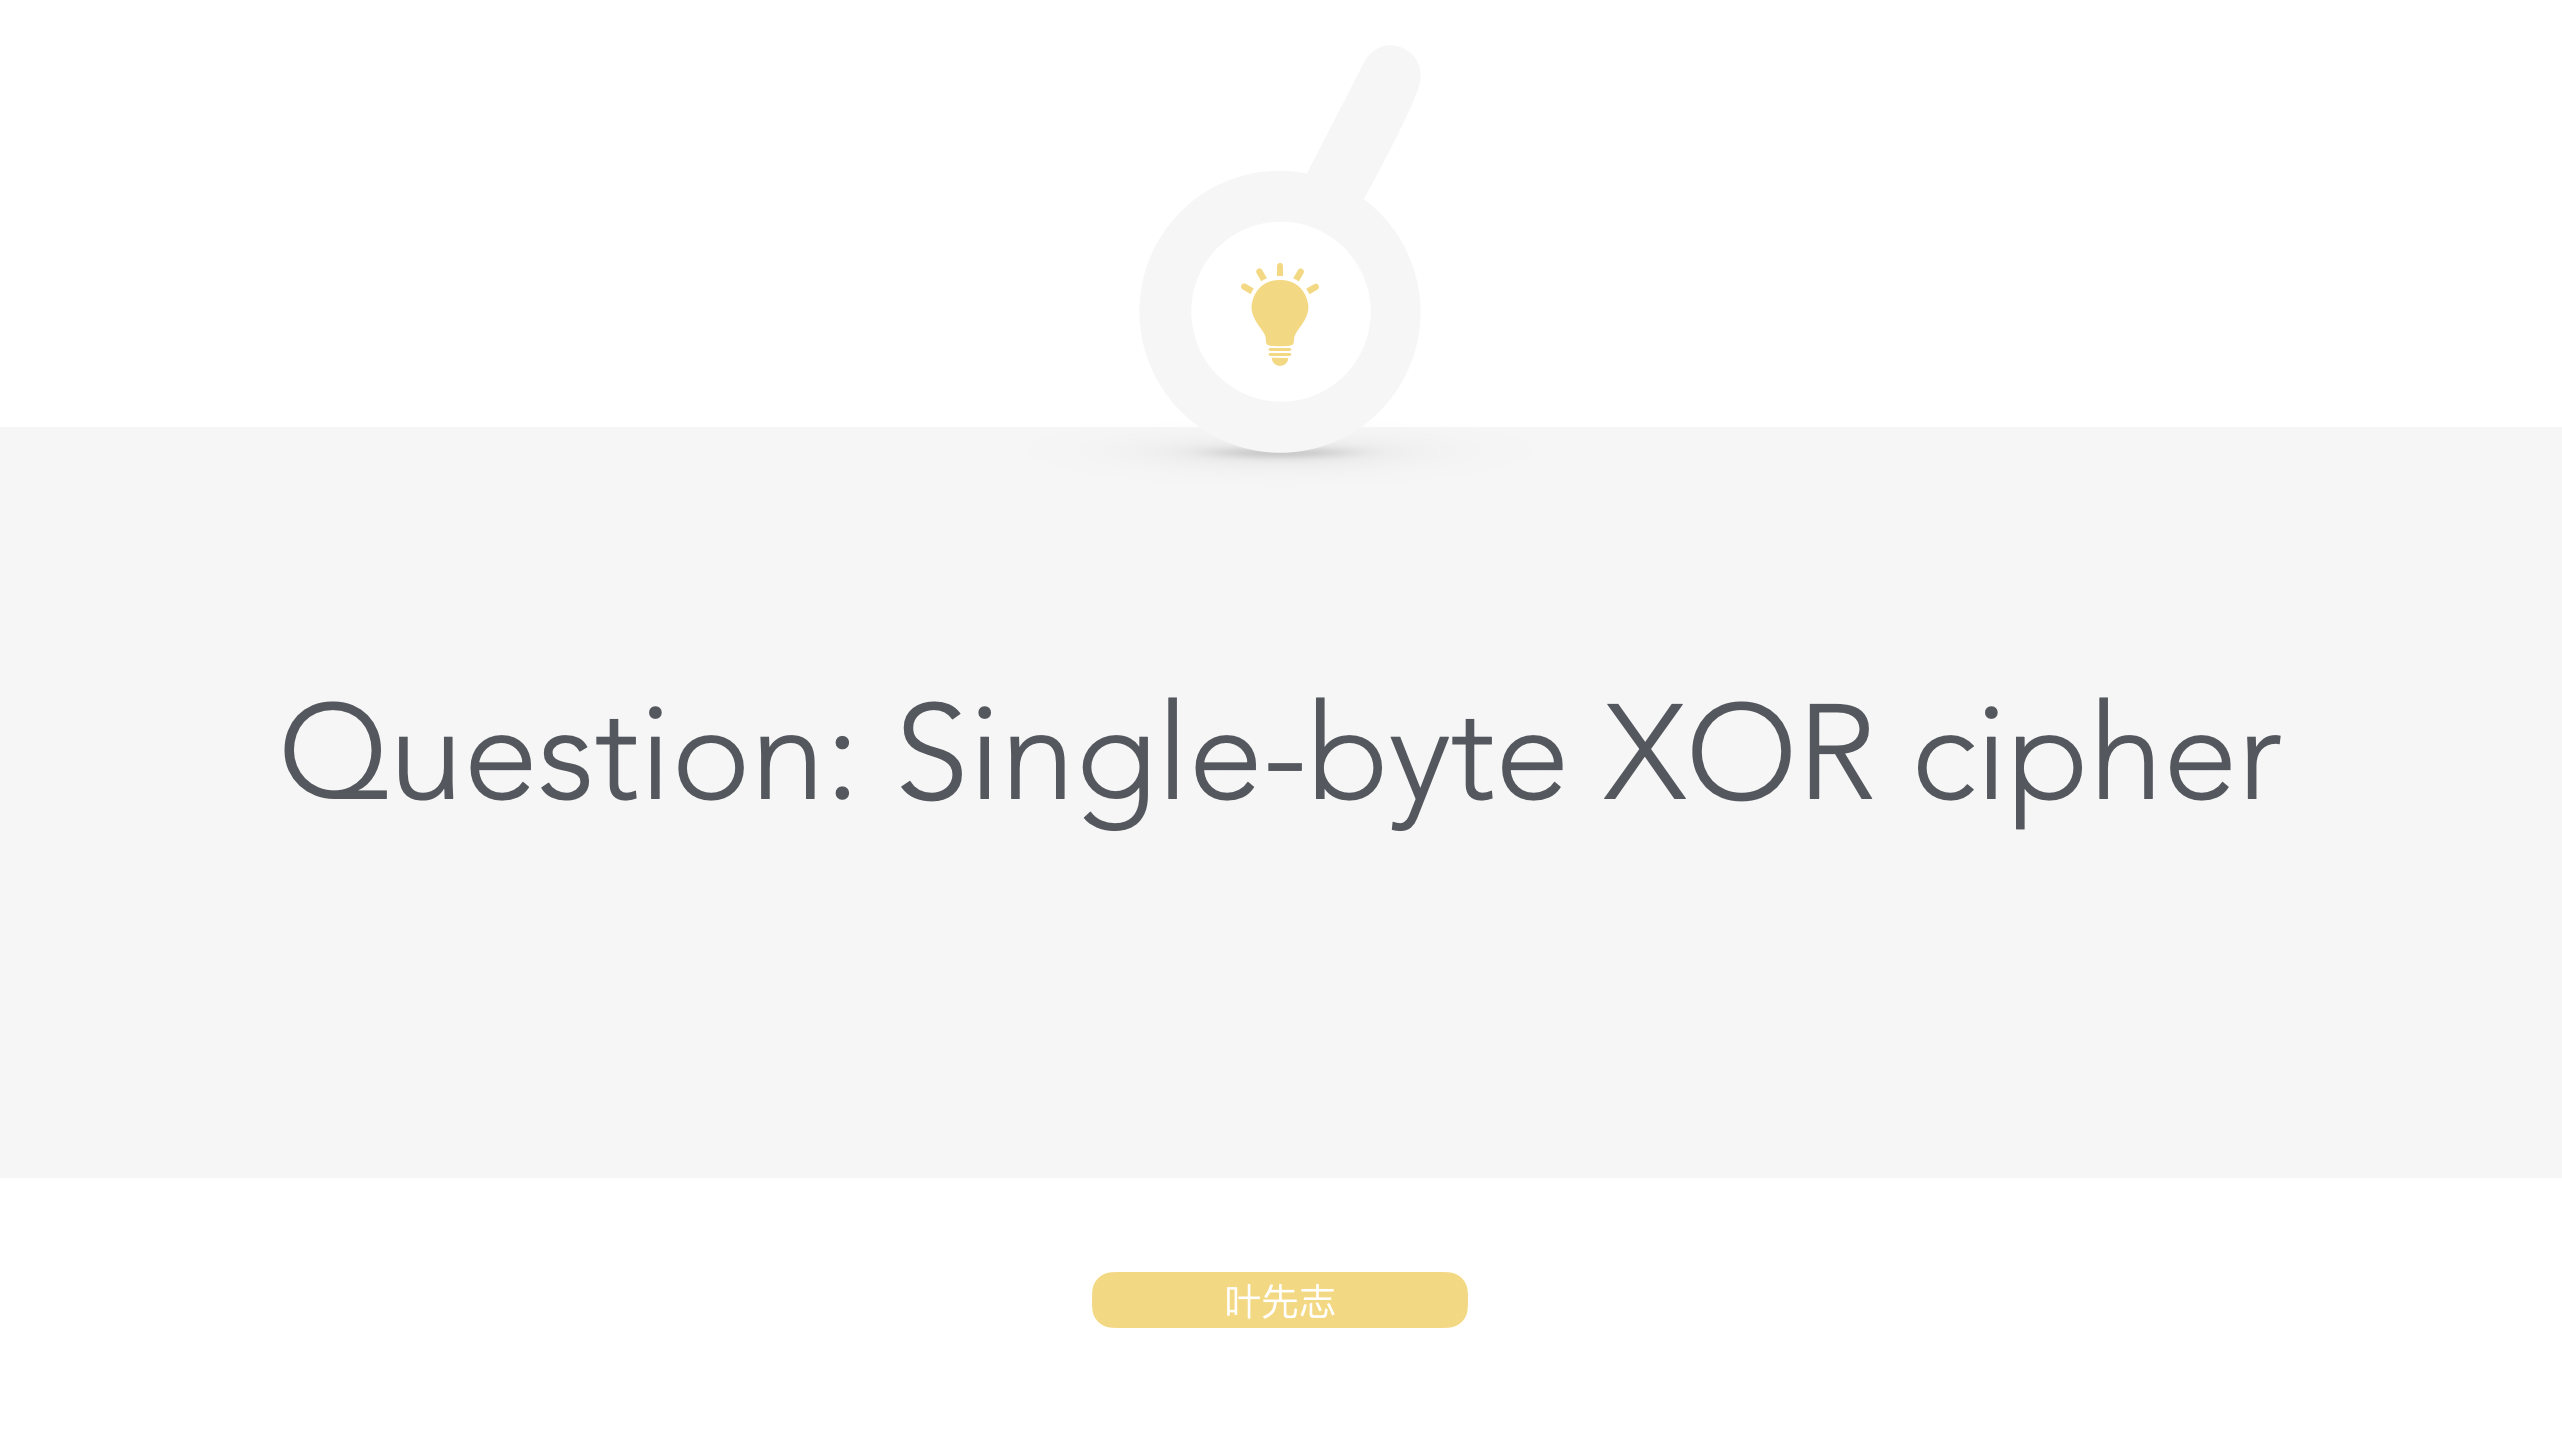 Question: Single-byte XOR cipher
叶先志